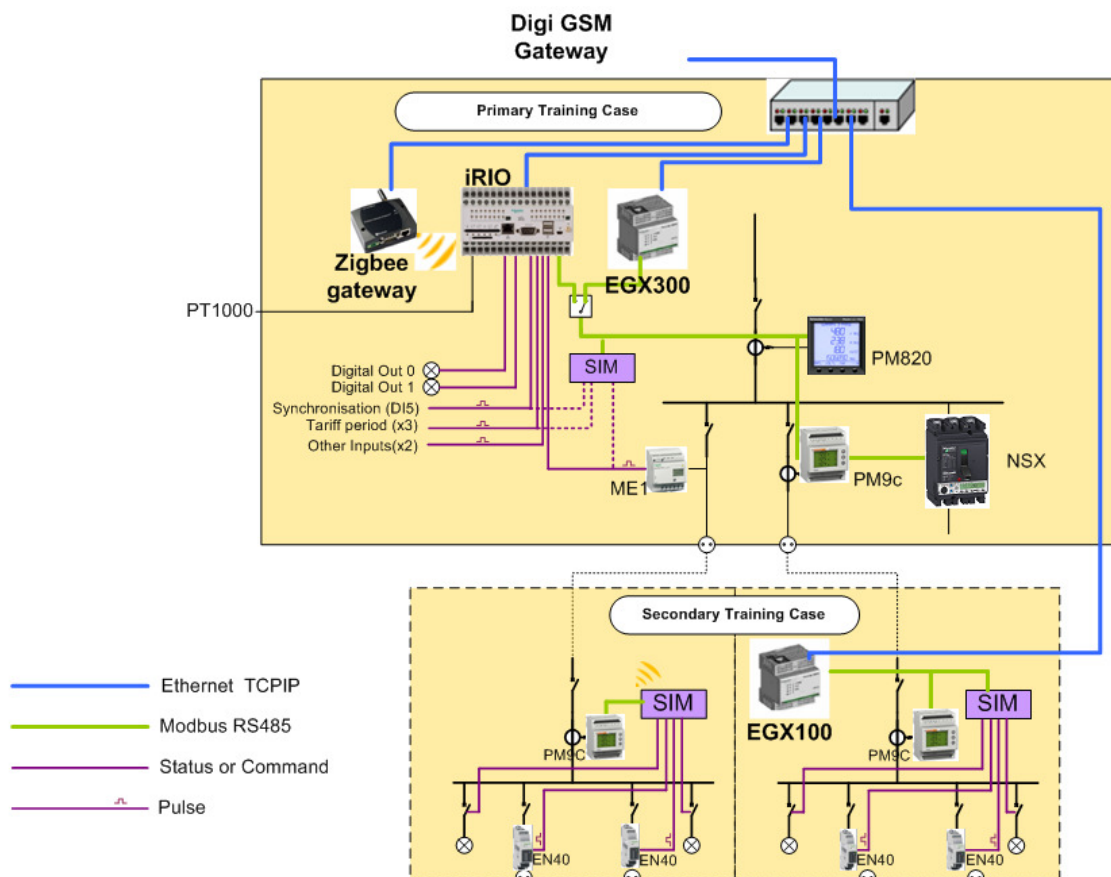 Digi GSM
Gateway
Primary Training Case
iRIO
Zigbee
gateway
EGX300
PT1000
PM820
SIM
Digital Out 0
Digital Out 1
Synchronisation (DI5)
Tariff period (x3)
Other Inputs(x2)
ME1
PM9c
NSX
Secondary Training Case
Ethernet TCPIP
Modbus RS485
Status or Command
Pulse
SIM
PM9C
EN40
EN40
EGX100
SIM
PM9C
EN40
EN40